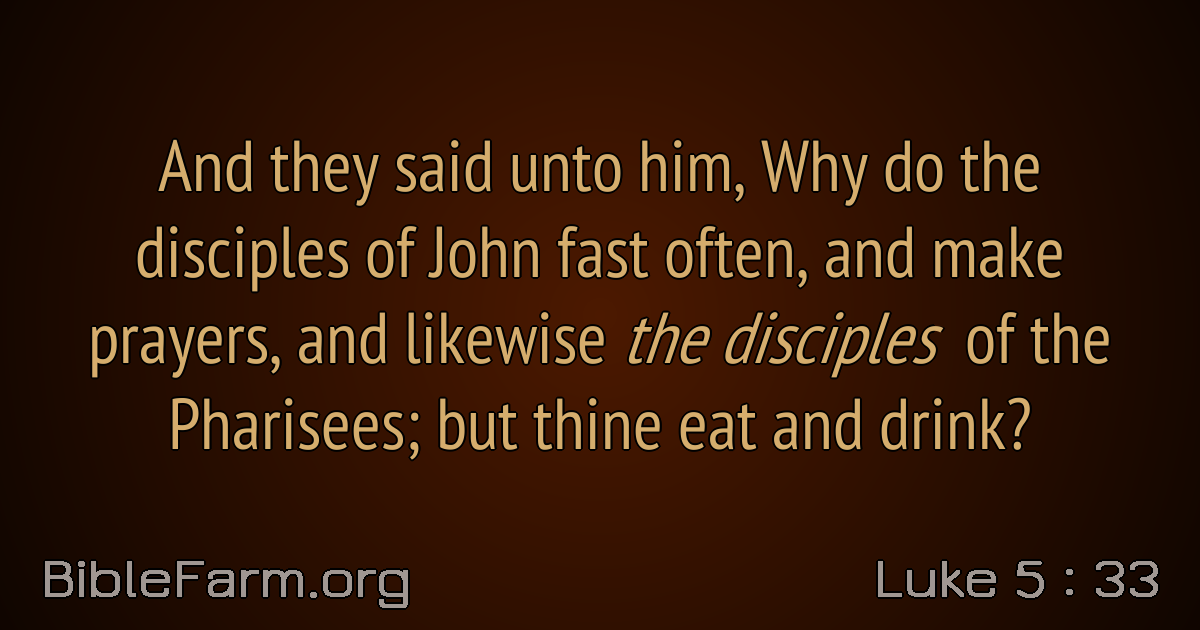 And they said unto him, Why do the
disciples of John fast often, and make
prayers, and likewise the disciples of the
Pharisees; but thine eat and drink?
BibleFarm.org
Luke 5 : 33